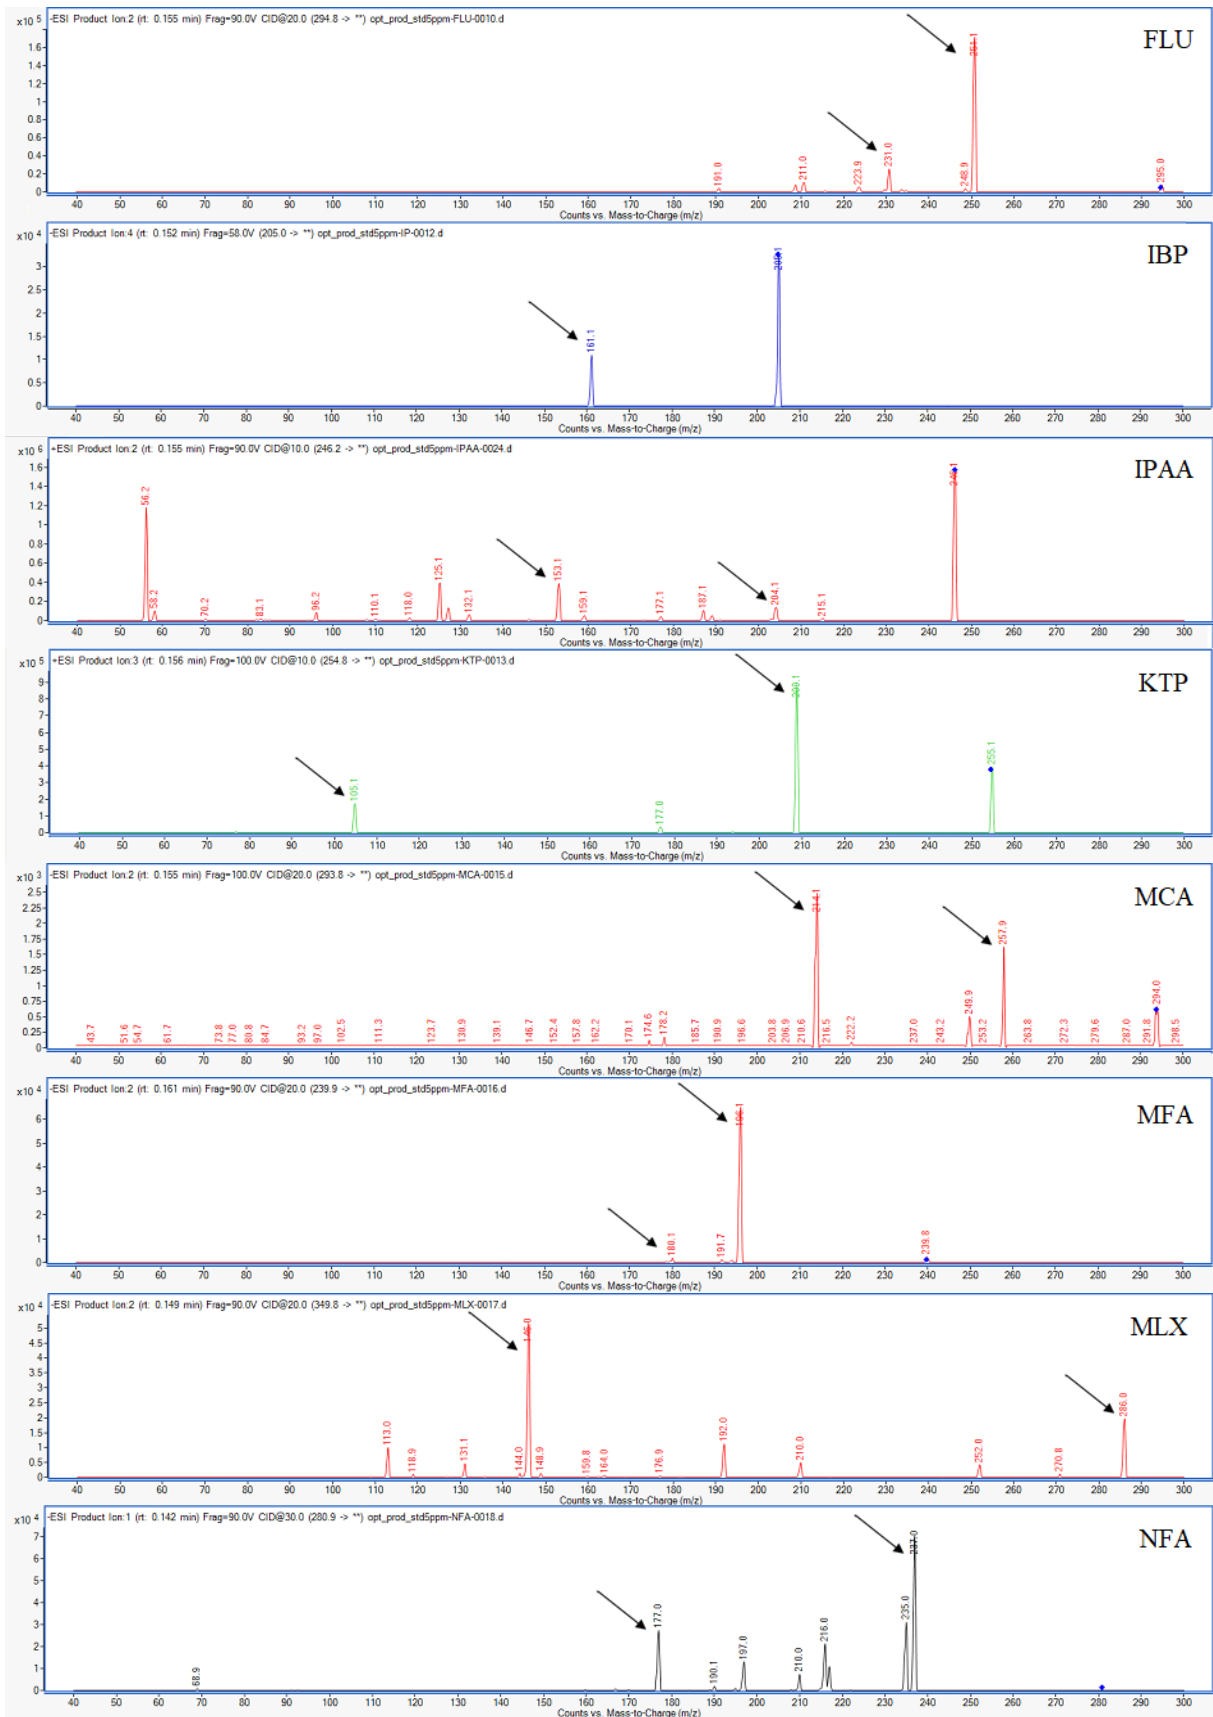 -ESI Product Ion:2 (rt: 0.155 min) Frag=90.0V CID@20.0 (294.8 -> **) opt_prod_std5ppm-FLU-0010.d
x10 5
FLU
1.6
1.4
1.2
1
0.8
0.6
0.4
0.2
0
191.0 211.0 223.9 231.0 248.9 251.1 295.0
40 50 60 70 80 90 100 110 120 130 140 150 160 170 180 190 200 210 220 230 240 250 260 270 280 290 300
Counts vs. Mass-to-Charge (m/z)
-ESI Product Ion:4 (rt: 0.152 min) Frag=58.0V (205.0 -> **) opt_prod_std5ppm-IP-0012.d
x10 4
IBP
3
2.5
2
1.5
1
0.5
0
161.1
40 50 60 70 80 90 100 110 120 130 140 150 160 170 180 190 200 210 220 230 240 250 260 270 280 290 300
Counts vs. Mass-to-Charge (m/z)
+ESI Product Ion:2 (rt: 0.155 min) Frag=90.0V CID@10.0 (246.2 -> **) opt_prod_std5ppm-IPAA-0024.d
x10 6
IPAA
1.6
1.4
1.2
1
0.8
0.6
0.4
0.2
0
56.2 58.2 70.2 83.1 96.2 110.1 118.0 125.1 132.1 153.1 159.1 177.1 187.1 204.1 215.1
40 50 60 70 80 90 100 110 120 130 140 150 160 170 180 190 200 210 220 230 240 250 260 270 280 290 300
Counts vs. Mass-to-Charge (m/z)
+ESI Product Ion:3 (rt: 0.156 min) Frag=100.0V CID@10.0 (254.8 -> **) opt_prod_std5ppm-KTP-0013.d
x10 5
KTP
9
8
7
6
5
4
3
2
1
0
105.1 177.0 209.1 255.1
40 50 60 70 80 90 100 110 120 130 140 150 160 170 180 190 200 210 220 230 240 250 260 270 280 290 300
Counts vs. Mass-to-Charge (m/z)
-ESI Product Ion:2 (rt: 0.155 min) Frag=100.0V CID@20.0 (293.8 -> **) opt_prod_std5ppm-MCA-0015.d
x10 3
MCA
2.5
2.25
2
1.75
1.5
1.25
1
0.75
0.5
0.25
0
43.7 51.6 54.7 61.7 73.8 77.0 80.8 84.7 93.2 97.0 102.5 111.3 123.7 130.9 139.1 146.7 152.4 157.8 162.2 170.1 174.6 178.2 185.7 190.9 196.6 203.8 206.9 210.6 214.1 216.5 222.2 237.0 243.2 249.9 253.2 257.9 263.8 272.3 279.6 287.0 291.8 294.0 298.5
40 50 60 70 80 90 100 110 120 130 140 150 160 170 180 190 200 210 220 230 240 250 260 270 280 290 300
Counts vs. Mass-to-Charge (m/z)
-ESI Product Ion:2 (rt: 0.161 min) Frag=90.0V CID@20.0 (239.9 -> **) opt_prod_std5ppm-MFA-0016.d
x10 4
MFA
6
5
4
3
2
1
0
180.1 191.7 196.1 239.8
40 50 60 70 80 90 100 110 120 130 140 150 160 170 180 190 200 210 220 230 240 250 260 270 280 290 300
Counts vs. Mass-to-Charge (m/z)
-ESI Product Ion:2 (rt: 0.149 min) Frag=90.0V CID@20.0 (349.8 -> **) opt_prod_std5ppm-MLX-0017.d
x10 4
MLX
5
4.5
4
3.5
3
2.5
2
1.5
1
0.5
0
113.0 118.9 131.1 144.0 146.0 148.9 159.8 164.0 176.9 192.0 210.0 252.0 270.8 286.0
40 50 60 70 80 90 100 110 120 130 140 150 160 170 180 190 200 210 220 230 240 250 260 270 280 290 300
Counts vs. Mass-to-Charge (m/z)
-ESI Product Ion:1 (rt: 0.142 min) Frag=90.0V CID@30.0 (280.9 -> **) opt_prod_std5ppm-NFA-0018.d
x10 4
NFA
7
6
5
4
3
2
1
0
68.9 177.0 190.1 197.0 210.0 216.0 235.0 237.0
40 50 60 70 80 90 100 110 120 130 140 150 160 170 180 190 200 210 220 230 240 250 260 270 280 290 300
Counts vs. Mass-to-Charge (m/z)